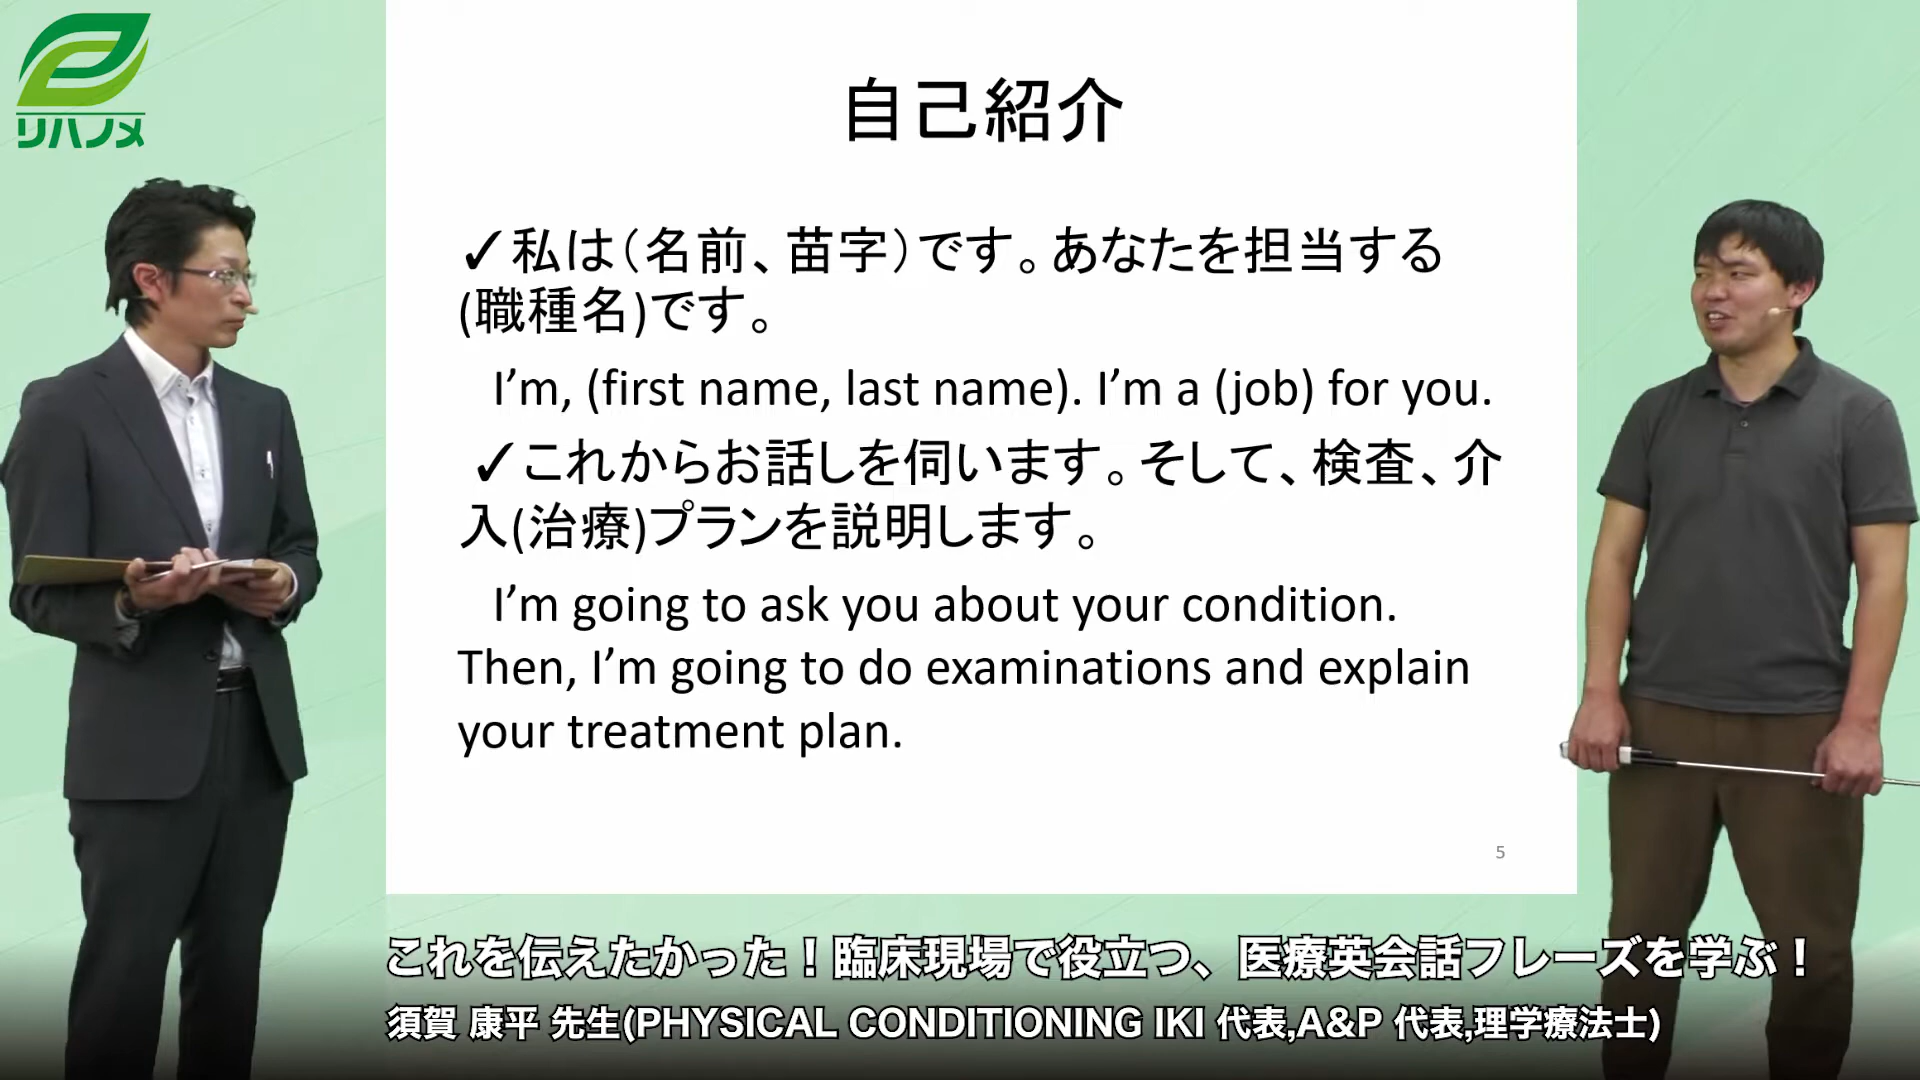 リハノメ
自己紹介
✓私は（名前、苗字）です。あなたを担当する
(職種名)です。
I’m, (first name, last name). I’m a (job) for you.
✓これからお話しを伺います。そして、検査、介
入(治療)プランを説明します。
I’m going to ask you about your condition.
Then, I’m going to do examinations and explain
your treatment plan.
5
これを伝えたかった！臨床現場で役立つ、医療英会話フレーズを学ぶ！
須賀 康平 先生(PHYSICAL CONDITIONING IKI 代表,A&P 代表,理学療法士)